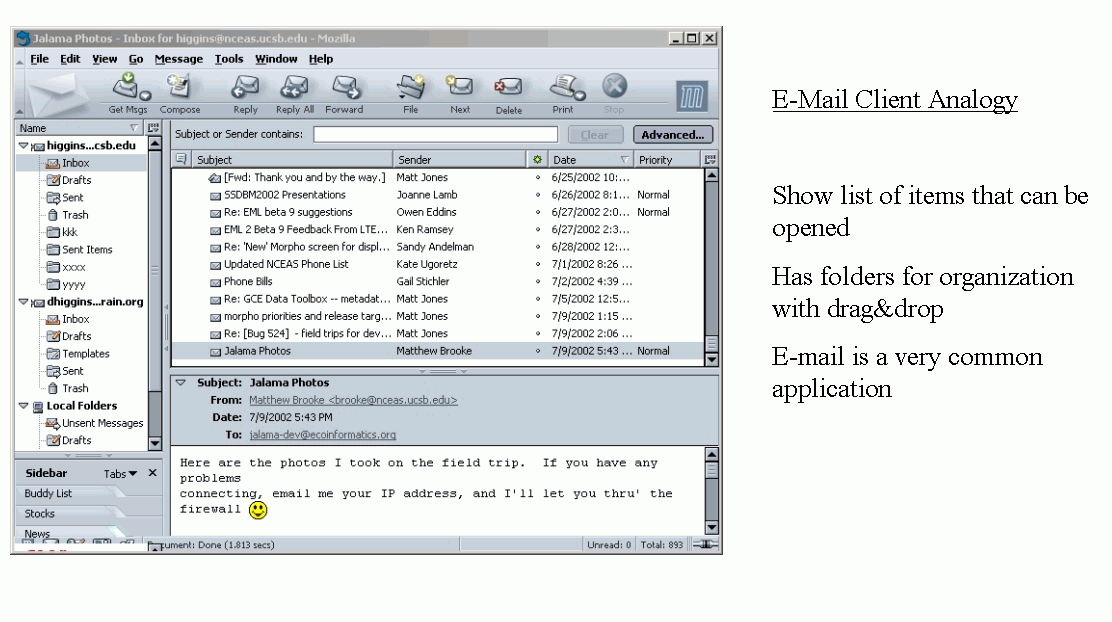 Jalama Photos - Inbox for higgins@nceas.ucsb.edu - Mozilla
File Edit View Go Message Tools Window Help
Get Msgs Compose Reply Reply All Forward File Next Delete Print Stop
Name
higgins...csb.edu
Inbox
Drafts
Sent
Trash
kkk
Sent Items
xxxx
yyyy
dhiggins...rain.org
Inbox
Drafts
Templates
Sent
Trash
Local Folders
Unsent Messages
Drafts
Sidebar Tabs
Buddy List
Stocks
News
Subject or Sender contains: Clear Advanced...
Subject Sender Date Priority
[Fwd: Thank you and by the way.] Matt Jones 6/25/2002 10:...
SSDBM2002 Presentations Joanne Lamb 6/26/2002 8:1... Normal
Re: EML beta 9 suggestions Owen Eddins 6/27/2002 2:0... Normal
EML 2 Beta 9 Feedback From LTE... Ken Ramsey 6/27/2002 2:3...
Re: 'New' Morpho screen for displ... Sandy Andelman 6/28/2002 12:...
Updated NCEAS Phone List Kate Ugoretz 7/1/2002 8:26 ...
Phone Bills Gail Stichler 7/2/2002 4:39 ...
Re: GCE Data Toolbox -- metadat... Matt Jones 7/5/2002 12:5...
morpho priorities and release targ... Matt Jones 7/9/2002 1:15 ...
Re: [Bug 524] - field trips for dev... Matt Jones 7/9/2002 2:06 ...
Jalama Photos Matthew Brooke 7/9/2002 5:43 ... Normal
Subject: Jalama Photos
From: Matthew Brooke <brooke@nceas.ucsb.edu>
Date: 7/9/2002 5:43 PM
To: jalama-dev@ecoinformatics.org
Here are the photos I took on the field trip. If you have any
problems
connecting, email me your IP address, and I'll let you thru' the
firewall
Document: Done (1.813 secs) Unread: 0 Total: 893
E-Mail Client Analogy
Show list of items that can be
opened
Has folders for organization
with drag&drop
E-mail is a very common
application